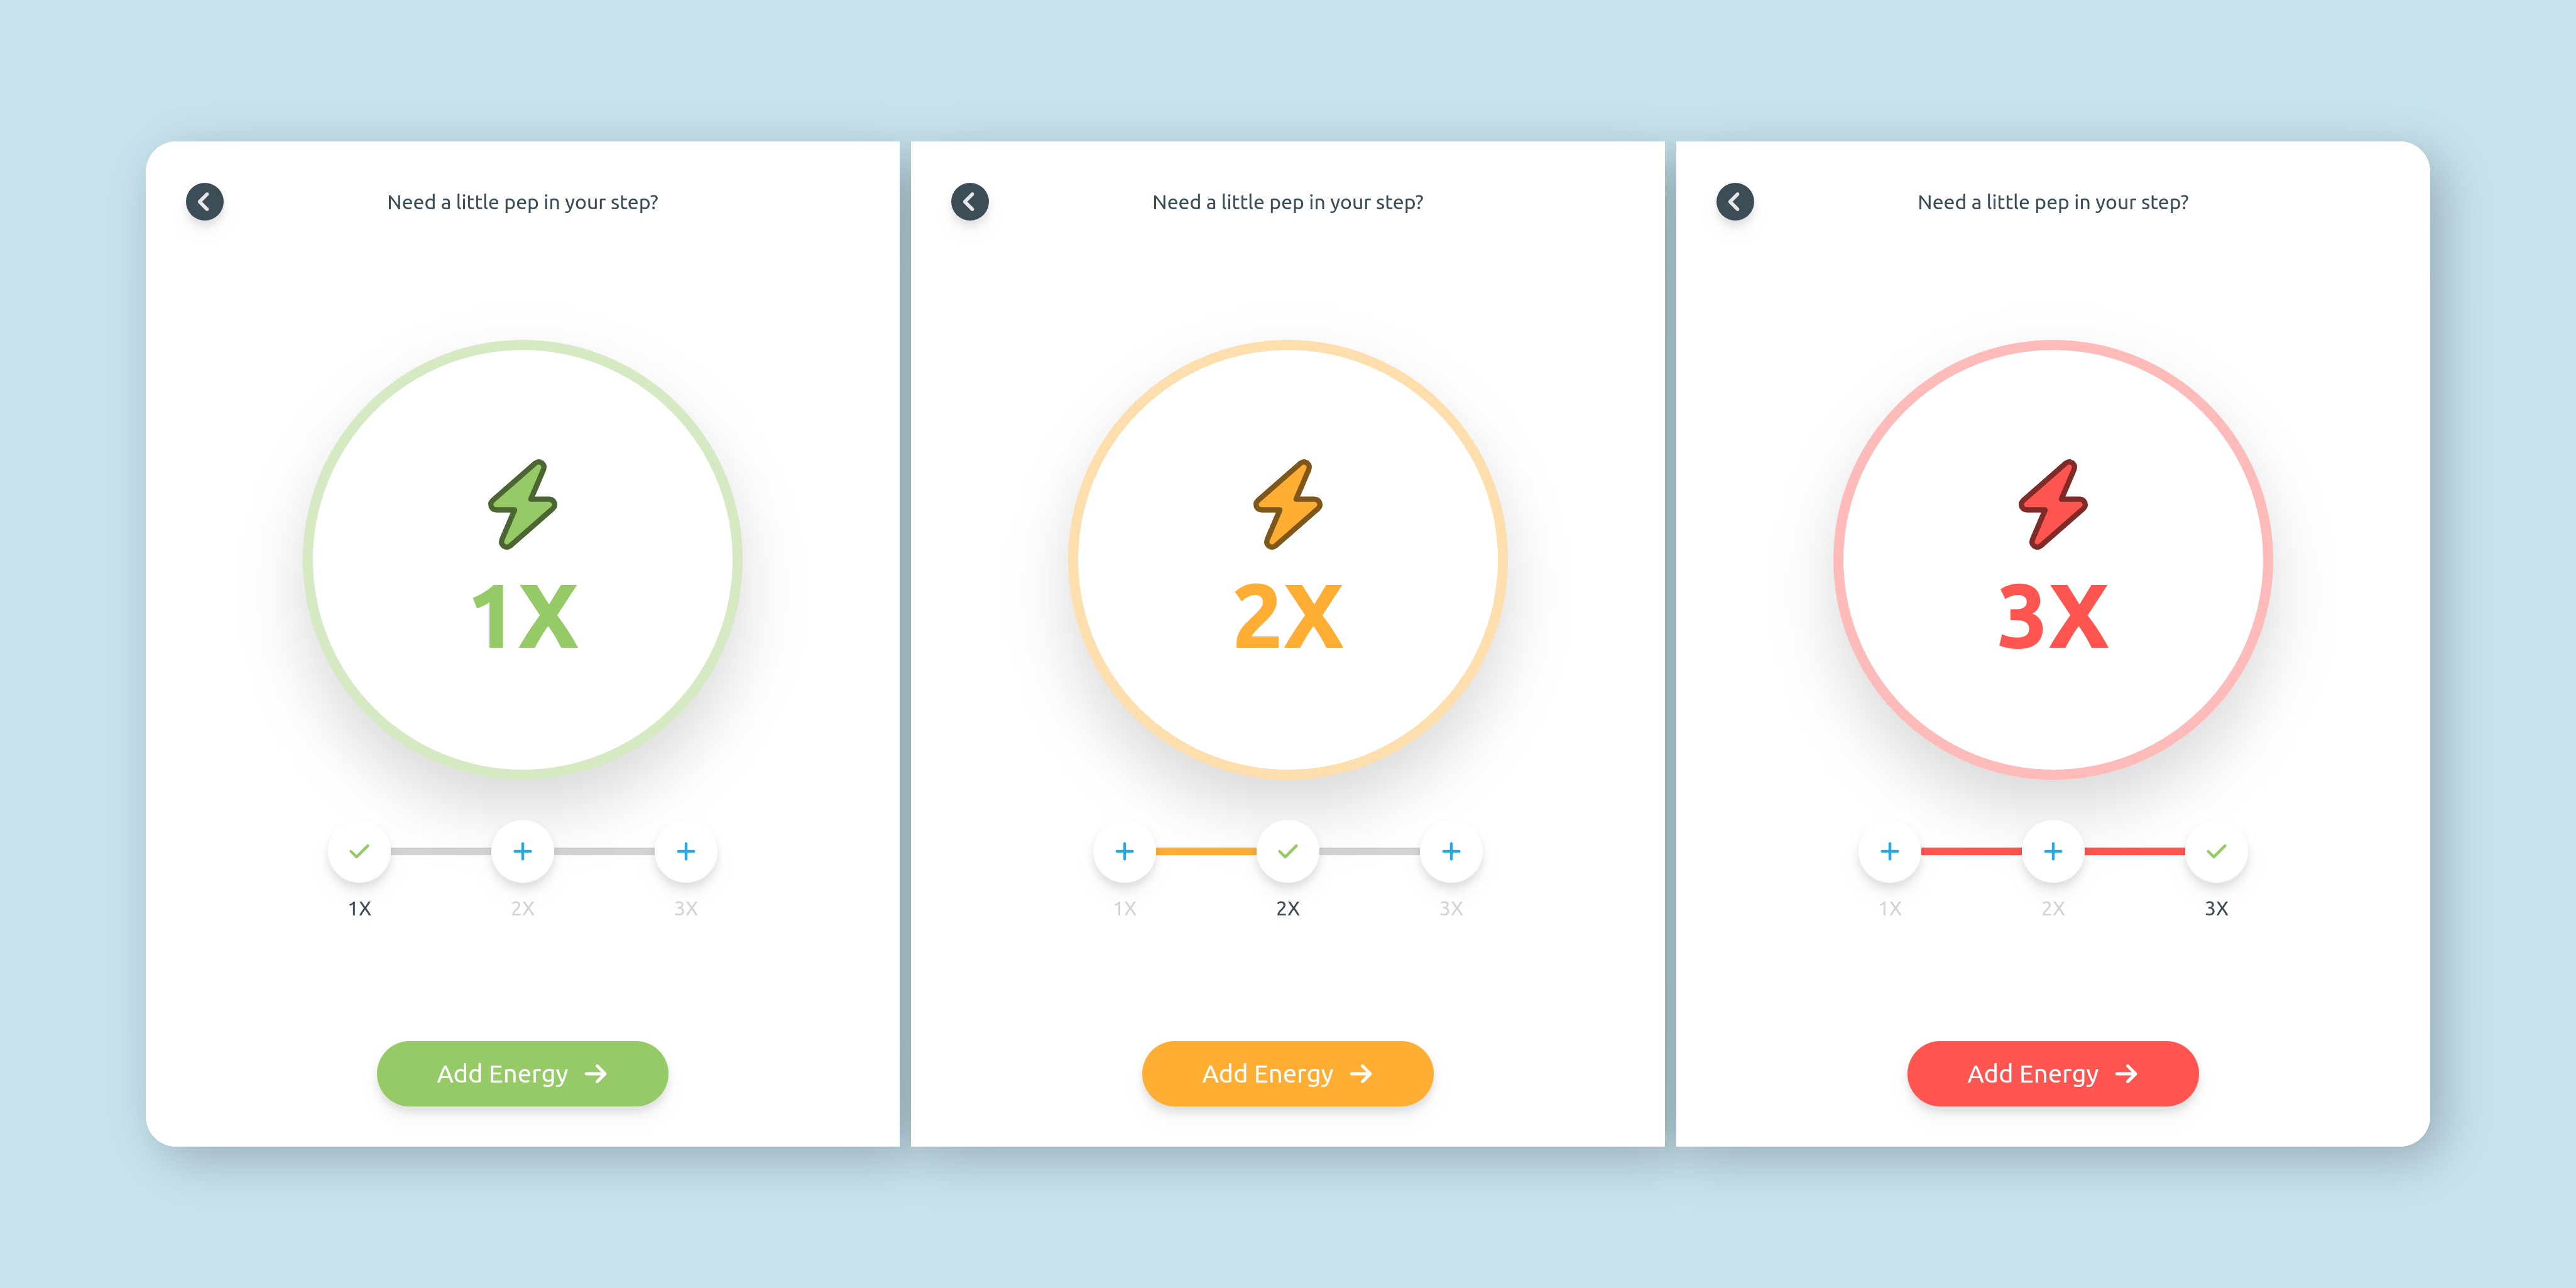 Need a little pep in your step?
1X
1X 2X 3X
Add Energy
Need a little pep in your step?
2X
1X 2X 3X
Add Energy
Need a little pep in your step?
3X
1X 2X 3X
Add Energy